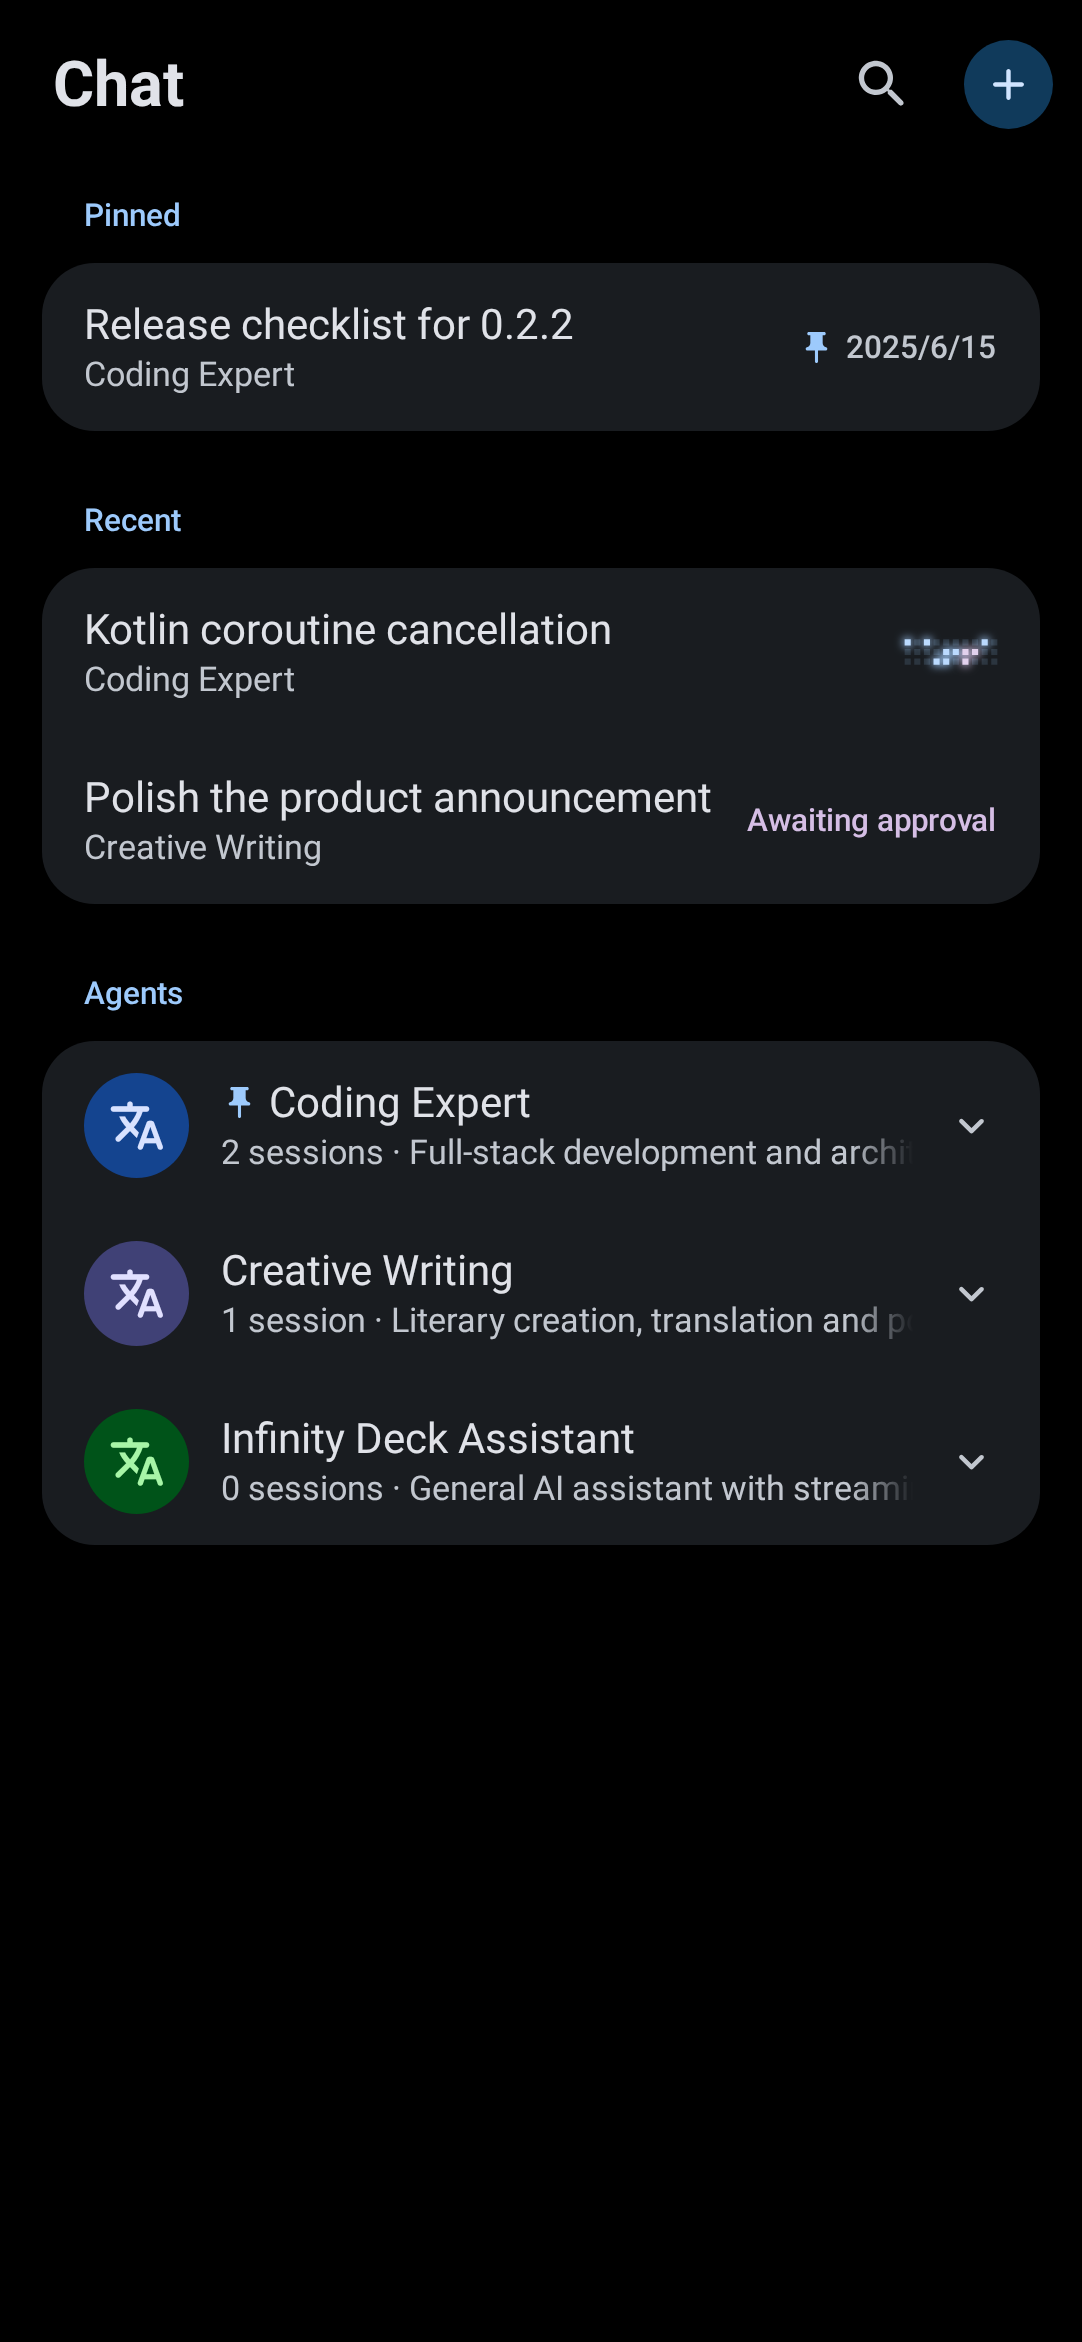 Chat
Pinned
Release checklist for 0.2.2
Coding Expert
2025/6/15
Recent
Kotlin coroutine cancellation
Coding Expert
Polish the product announcement
Creative Writing
Awaiting approval
Agents
Coding Expert
2 sessions · Full-stack development and archi
Creative Writing
1 session · Literary creation, translation and p
Infinity Deck Assistant
0 sessions · General AI assistant with streami